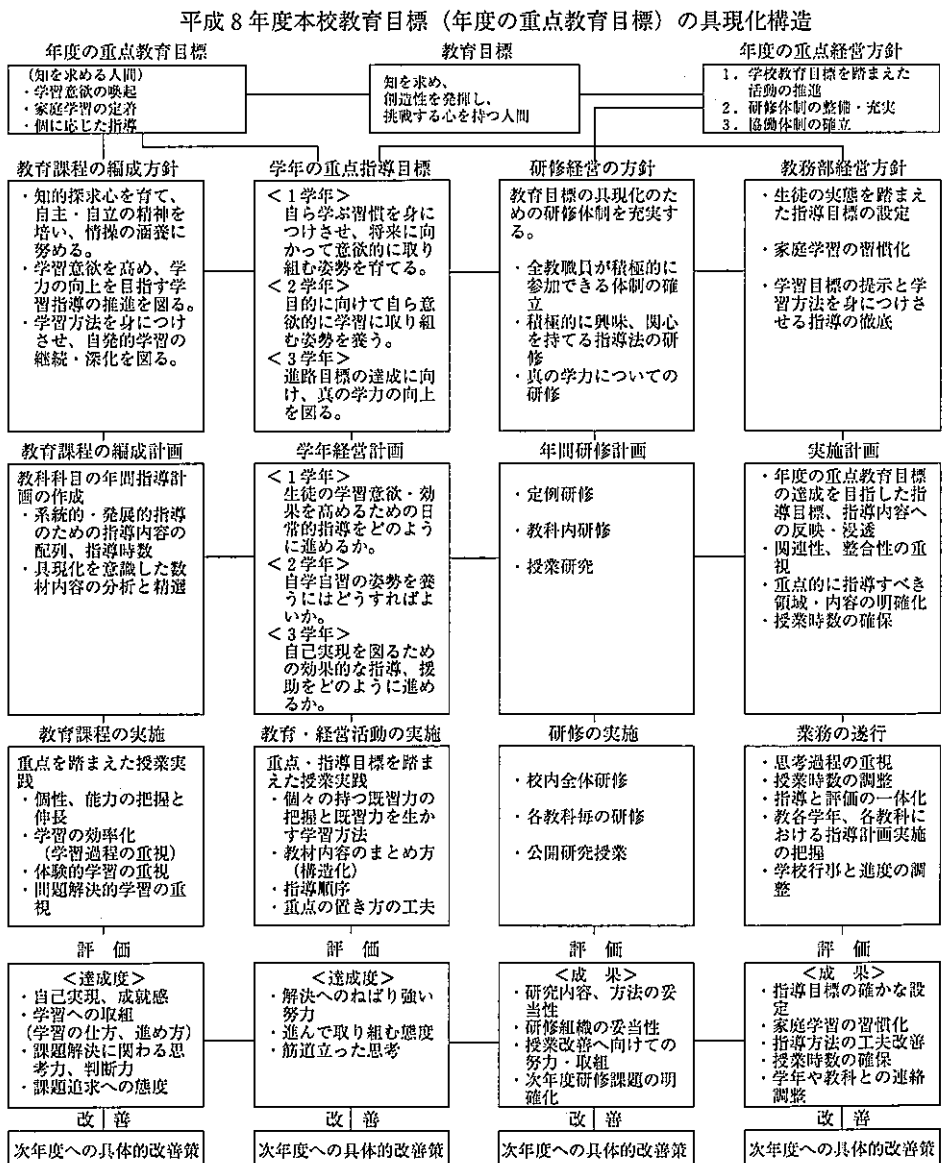 平成8年度本校教育目標（年度の重点教育目標）の具現化構造
年度の重点教育目標
（知を求める人間）
・学習意欲の喚起
・家庭学習の定着
・個に応じた指導
教育目標
知を求め、
創造性を発揮し、
挑戦する心を持つ人間
年度の重点経営方針
1．学校教育目標を踏まえた
活動の推進
2．研修体制の整備・充実
3．協働体制の確立
教育課程の編成方針
・知的探求心を育て、
自主・自立の精神を
培い、情操の涵養に
努める。
・学習意欲を高め、学
力の向上を目指す学
習指導の推進を図る。
・学習方法を身につけ
させ、自発的学習の
継続・深化を図る。
学年の重点指導目標
＜1学年＞
自ら学ぶ習慣を身に
つけさせ、将来に向
かって意欲的に取り
組む姿勢を育てる。
＜2学年＞
目的に向けて自ら意
欲的に学習に取り組
む姿勢を養う。
＜3学年＞
進路目標の達成に向
け、真の学力の向上
を図る。
研修経営の方針
教育目標の具現化のた
めの研修体制を充実す
る。
・全教職員が積極的に
参加できる体制の確
立
・積極的に興味、関心
を持てる指導法の研
修
・真の学力についての
研修
教務部経営方針
・生徒の実態を踏まえ
た指導目標の設定
・家庭学習の習慣化
・学習目標の提示と学
習方法を身につけさ
せる指導の徹底
教育課程の編成計画
教科科目の年間指導計
画の作成
・系統的・発展的指導
のための指導内容の
配列、指導時数
・具現化を意識した教
材内容の分析と精選
学年経営計画
＜1学年＞
生徒の学習意欲・効
果を高めるための日
常的指導をどのよう
に進めるか。
＜2学年＞
自学自習の姿勢を養
うにはどうすればよ
いか。
＜3学年＞
自己実現を図るため
の効果的な指導、援
助をどのように進め
るか。
年間研修計画
・定例研修
・教科内研修
・授業研究
実施計画
・年度の重点教育目標
の達成を目指した指
導目標、指導内容へ
の反映・浸透
・関連性、整合性の重
視
・重点的に指導すべき
領域・内容の明確化
・授業時数の確保
教育課程の実施
重点を踏まえた授業実
践
・個性、能力の把握と
伸長
・学習の効率化
（学習過程の重視）
・体験的学習の重視
・問題解決的学習の重
視
教育・経営活動の実施
重点・指導目標を踏ま
えた授業実践
・個々の持つ既習力の
把握と既習力を生か
す学習方法
・教材内容のまとめ方
（構造化）
・指導順序
・重点の置き方の工夫
研修の実施
・校内全体研修
・各教科毎の研修
・公開研究授業
業務の遂行
・思考過程の重視
・授業時数の調整
・指導と評価の一体化
・教各学年、各教科に
おける指導計画実施
の把握
・学校行事と進度の調
整
評　価
＜達成度＞
・自己実現、成就感
・学習への取組
（学習の仕方、進め方）
・課題解決に関わる思
考力、判断力
・課題追求への態度
評　価
＜達成度＞
・解決へのねばり強い
努力
・進んで取り組む態度
・筋道立った思考
評　価
＜成　果＞
・研究内容、方法の妥
当性
・研修組織の妥当性
・授業改善へ向けての
努力・取組
・次年度研修課題の明
確化
評　価
＜成　果＞
・指導目標の確かな設
定
・家庭学習の習慣化
・指導方法の工夫改善
・授業時数の確保
・学年や教科との連絡
調整
改　善
次年度への具体的改善策
改　善
次年度への具体的改善策
改　善
次年度への具体的改善策
改　善
次年度への具体的改善策